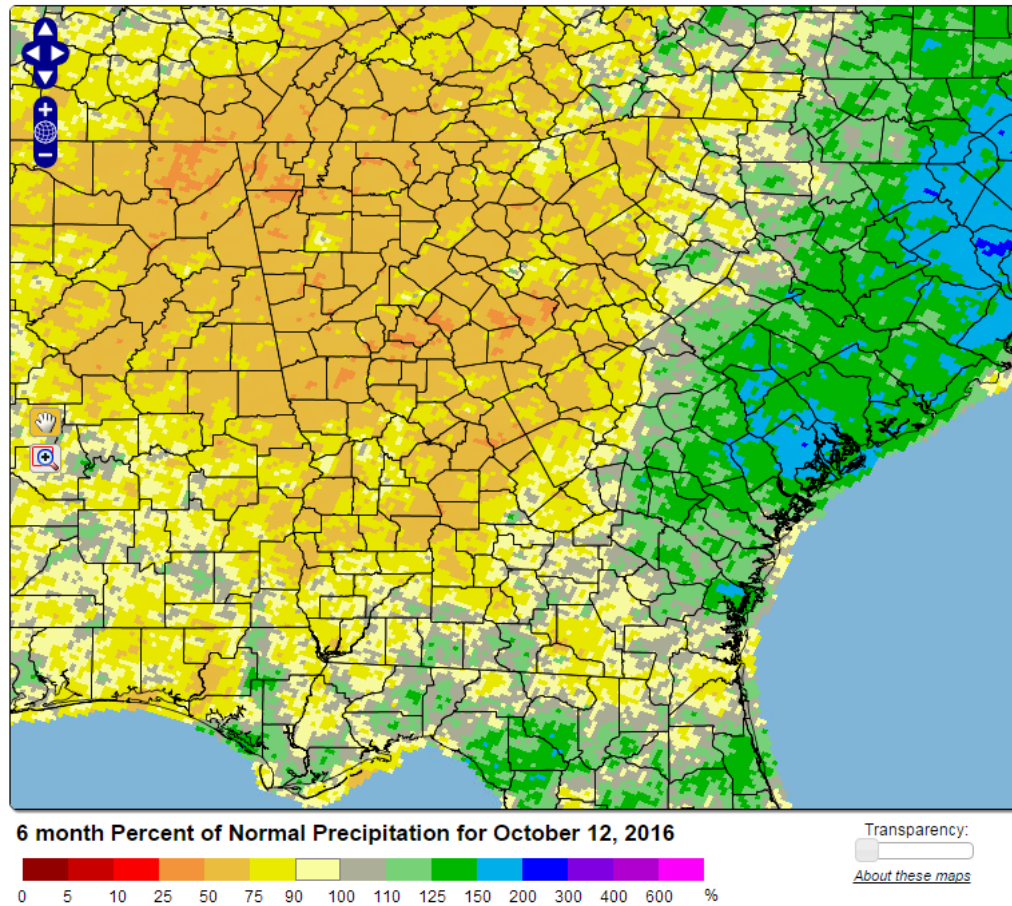 +
−
6 month Percent of Normal Precipitation for October 12, 2016
Transparency:
0 5 10 25 50 75 90 100 110 125 150 200 300 400 600 %
About these maps